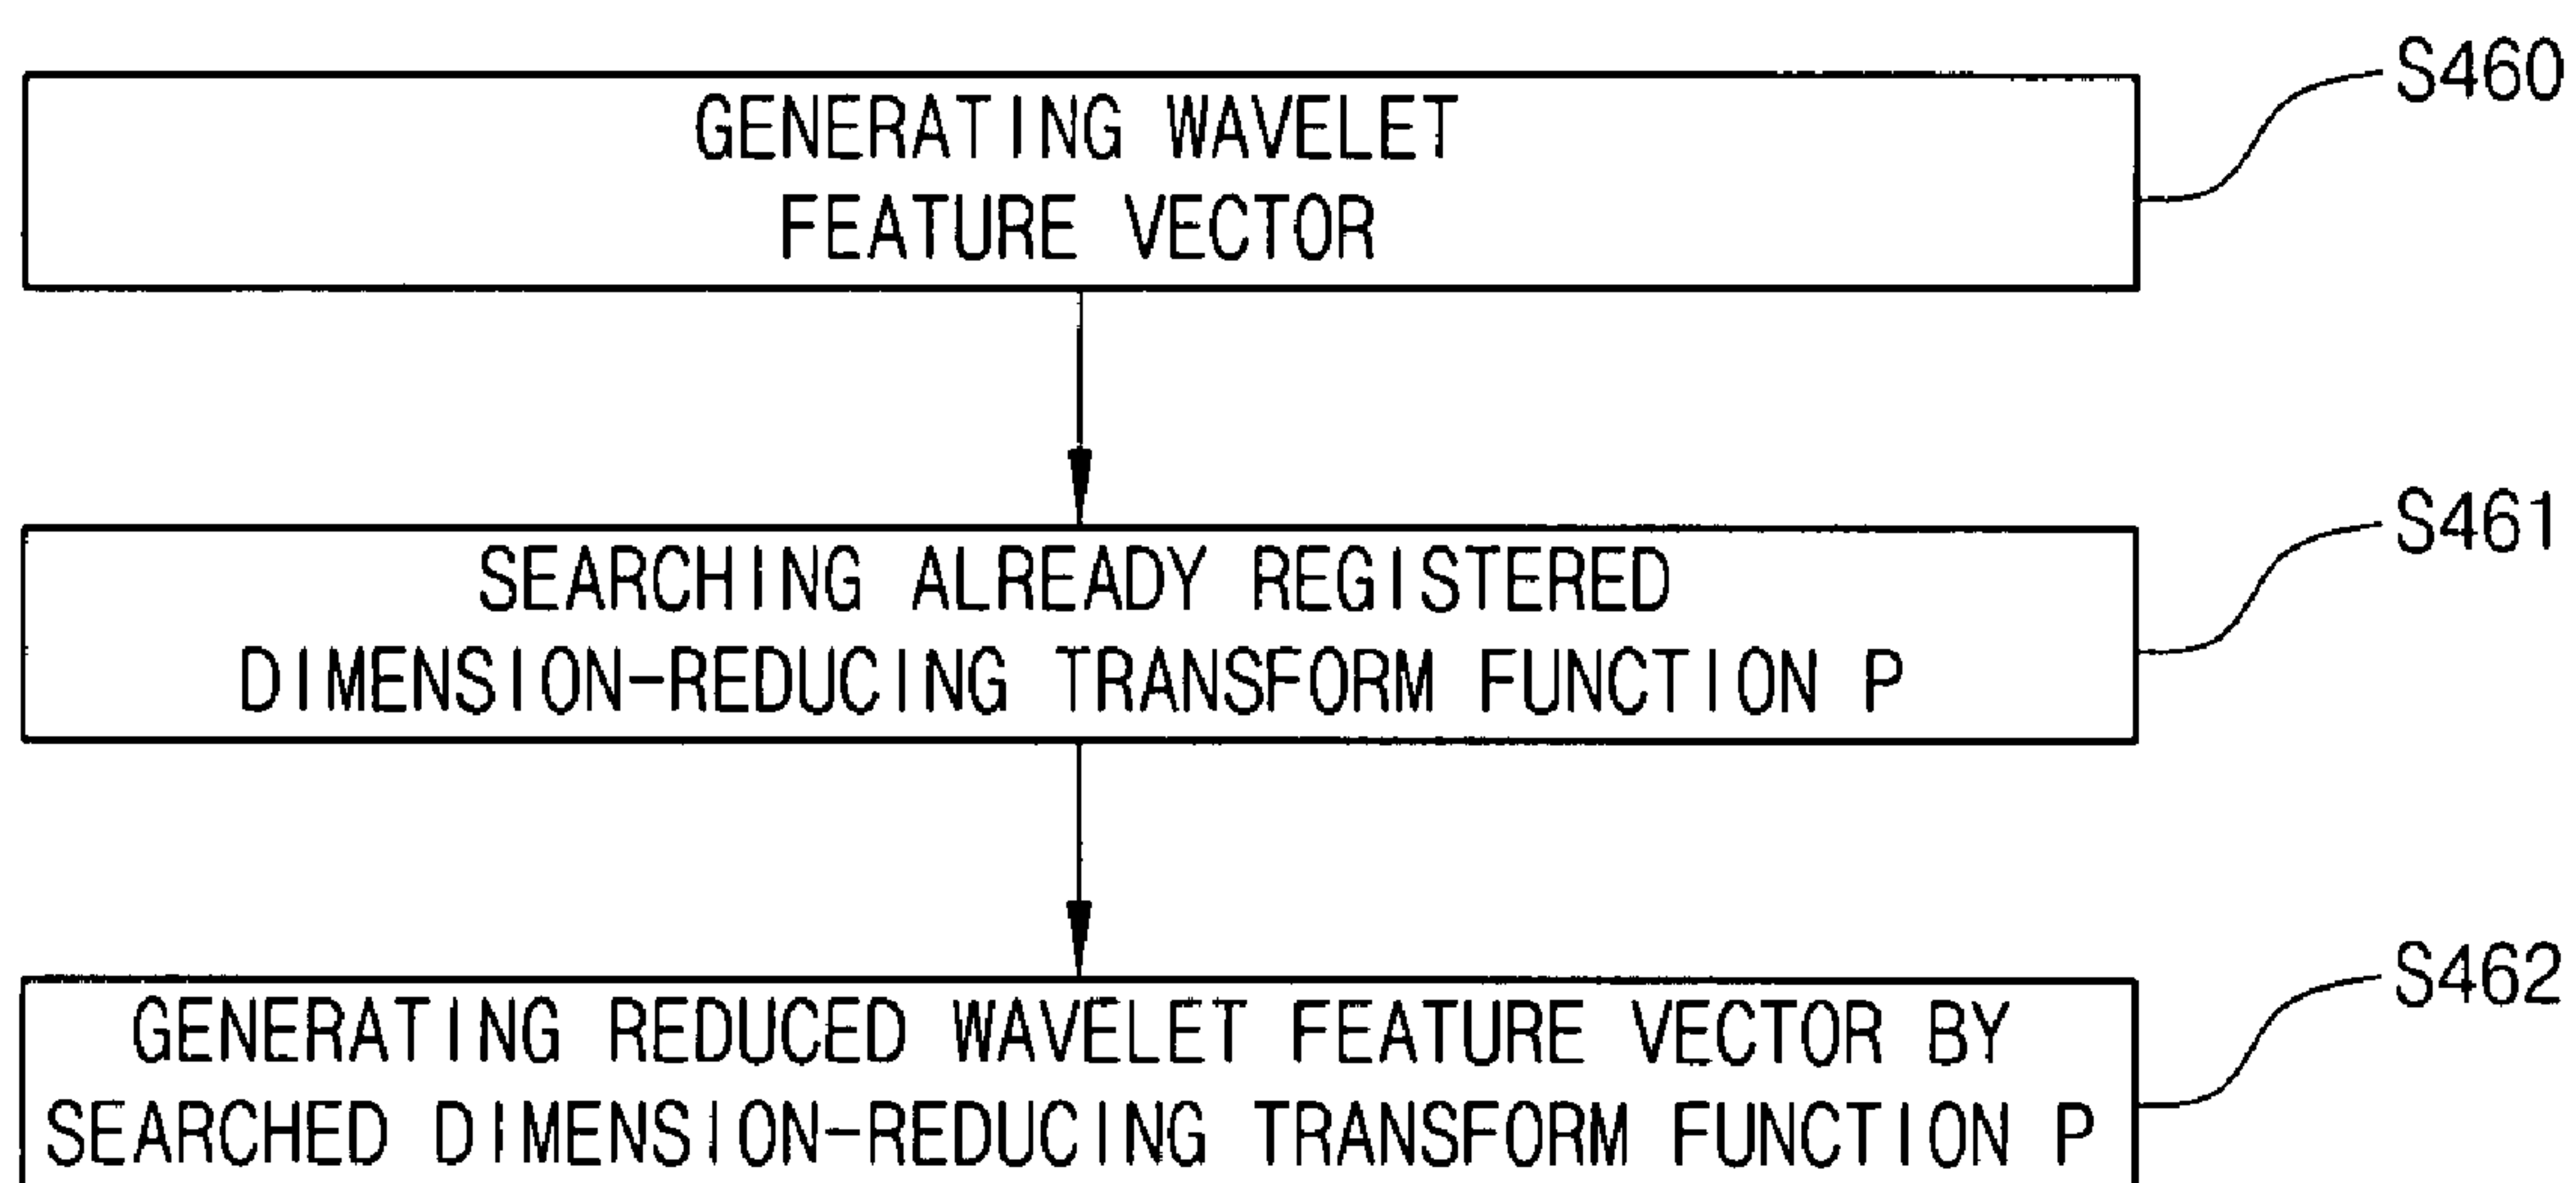 GENERATING WAVELET
FEATURE VECTOR
S460
SEARCHING ALREADY REGISTERED
DIMENSION-REDUCING TRANSFORM FUNCTION P
S461
GENERATING REDUCED WAVELET FEATURE VECTOR BY
SEARCHED DIMENSION-REDUCING TRANSFORM FUNCTION P
S462